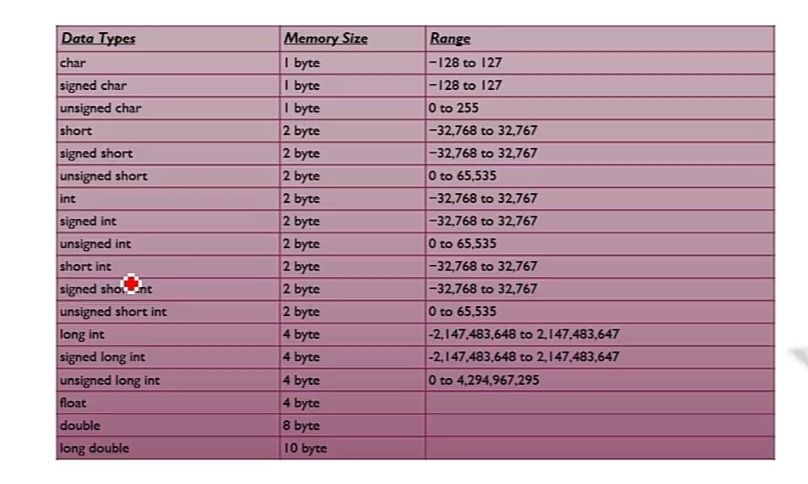 Data Types Memory Size Range
char 1 byte −128 to 127
signed char 1 byte −128 to 127
unsigned char 1 byte 0 to 255
short 2 byte −32,768 to 32,767
signed short 2 byte −32,768 to 32,767
unsigned short 2 byte 0 to 65,535
int 2 byte −32,768 to 32,767
signed int 2 byte −32,768 to 32,767
unsigned int 2 byte 0 to 65,535
short int 2 byte −32,768 to 32,767
signed short int 2 byte −32,768 to 32,767
unsigned short int 2 byte 0 to 65,535
long int 4 byte -2,147,483,648 to 2,147,483,647
signed long int 4 byte -2,147,483,648 to 2,147,483,647
unsigned long int 4 byte 0 to 4,294,967,295
float 4 byte
double 8 byte
long double 10 byte